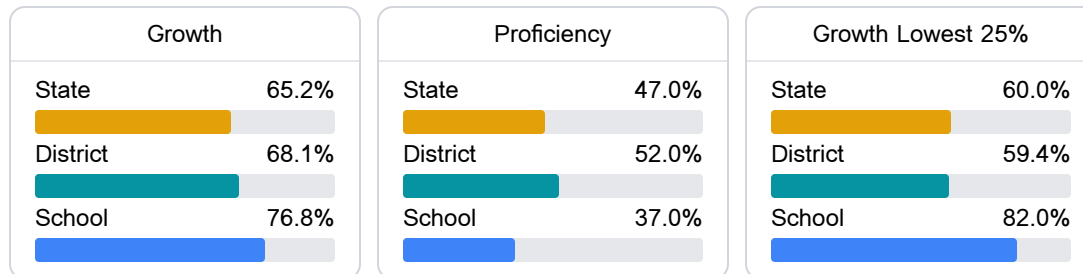 Growth
State 65.2%
District 68.1%
School 76.8%
Proficiency
State 47.0%
District 52.0%
School 37.0%
Growth Lowest 25%
State 60.0%
District 59.4%
School 82.0%